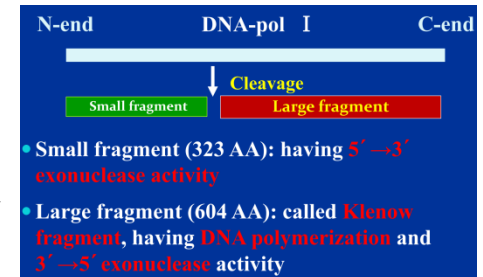 N-end DNA-pol Ⅰ C-end
Cleavage
Small fragment Large fragment
• Small fragment (323 AA): having 5´ →3´
exonuclease activity
• Large fragment (604 AA): called Klenow
fragment, having DNA polymerization and
3´ →5´ exonuclease activity